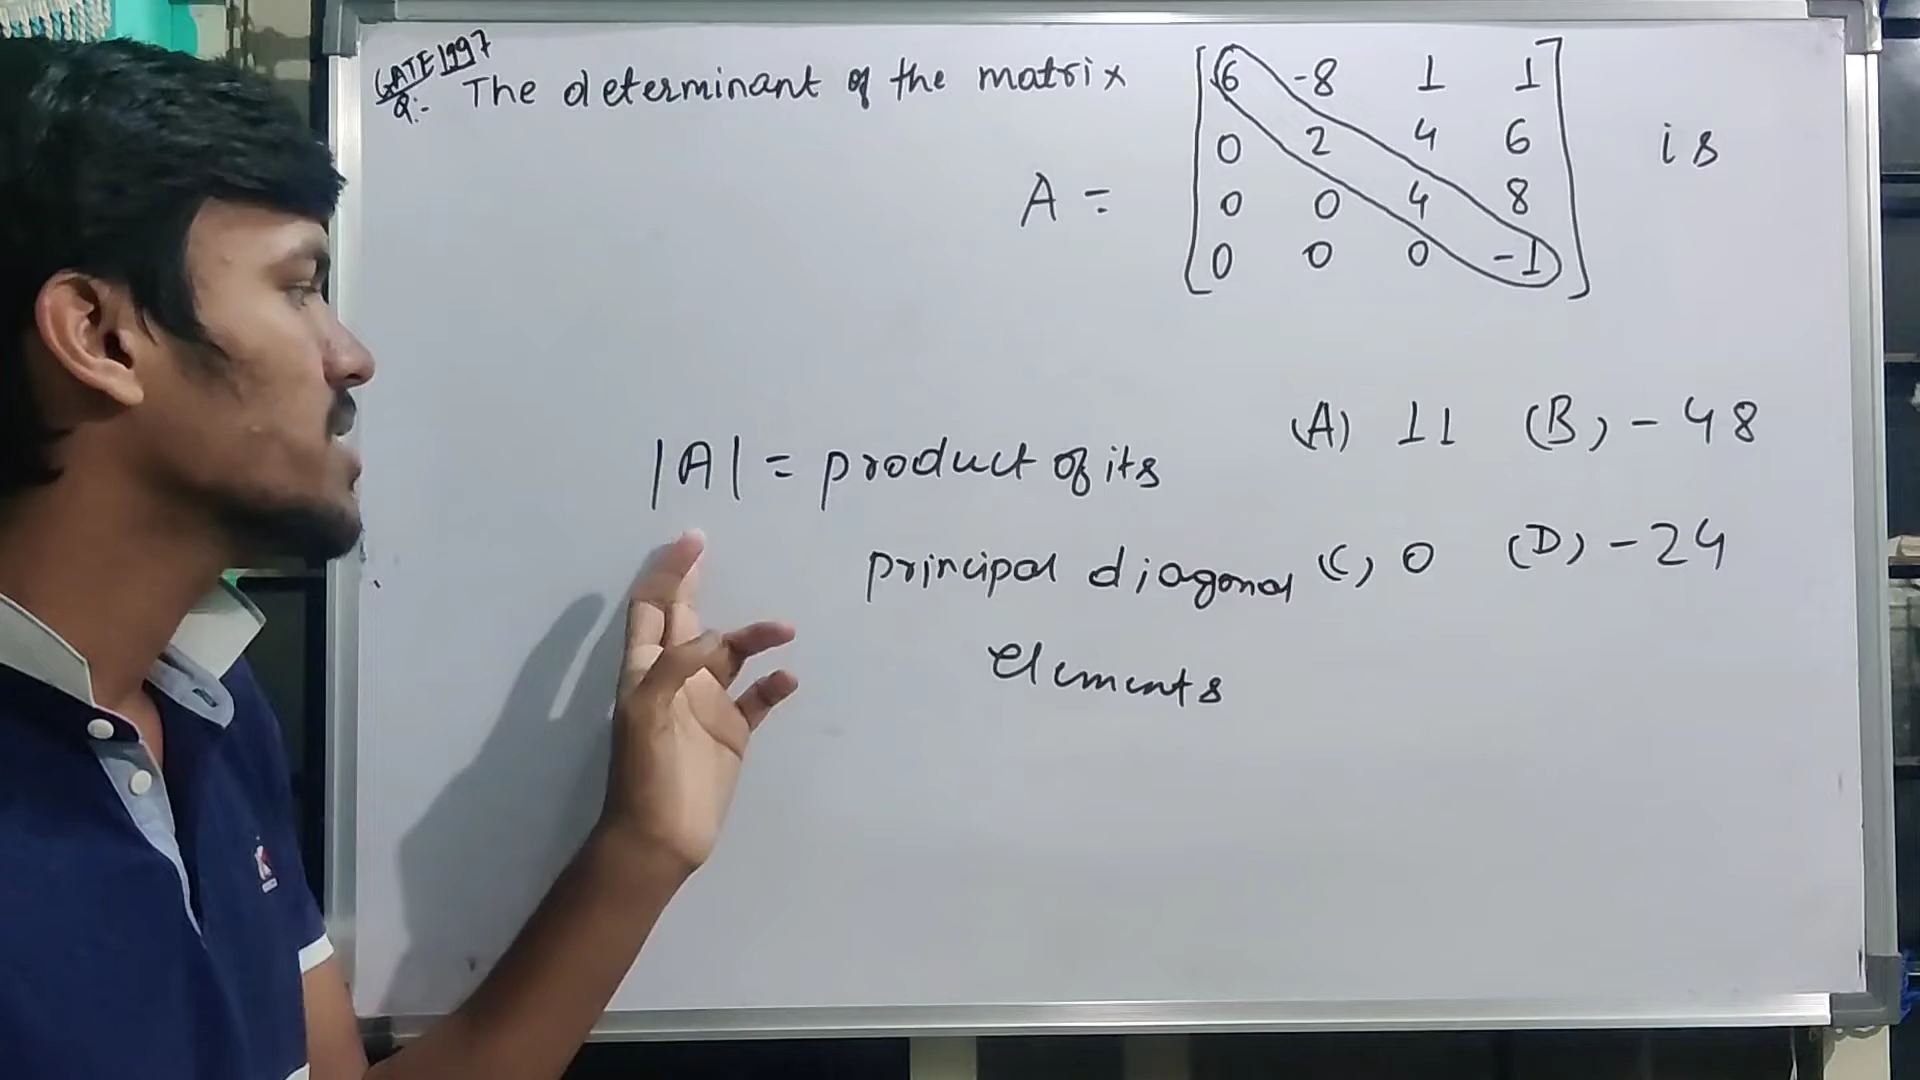 GATE 1997
Q:- The determinant of the matrix
A = [6 -8 1 1
0 2 4 6
0 0 4 8
0 0 0 -1] is
(A) 11 (B) -48
(C) 0 (D) -24
|A| = product of its
principal diagonal
elements
K